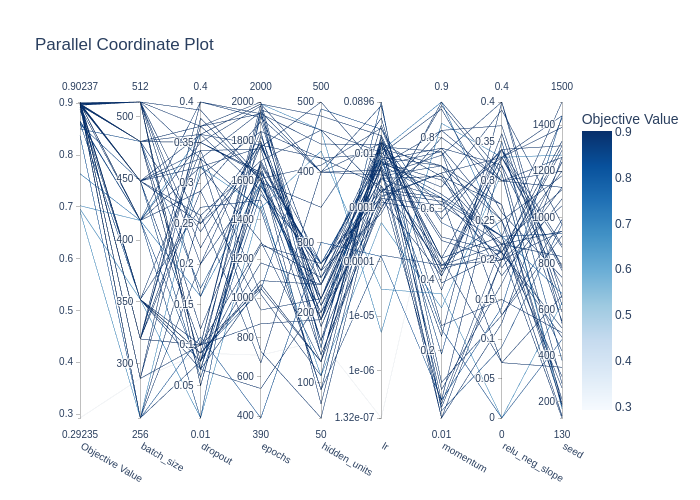 Parallel Coordinate Plot
0.90237 512 0.4 2000 500 0.0896 0.9 0.4 1500
Objective Value
0.9 500 0.4 2000 500 0.01 0.8 0.4 1400 0.9
0.8 450 0.35 1800 400 0.001 0.6 0.35 1200 0.8
0.7 400 0.3 1600 300 0.0001 0.4 0.3 1000 0.7
0.6 350 0.25 1400 200 1e-05 0.2 0.25 800 0.6
0.5 300 0.2 1200 100 1e-06 0.2 600 0.5
0.4 0.15 1000 0.15 400 0.4
0.3 0.1 800 0.1 200 0.3
0.05 600 0.05
400 1.32e-07 0
0.29235 256 0.01 390 50 0.01 0 130
Objective Value batch_size dropout epochs hidden_units lr momentum relu_neg_slope seed